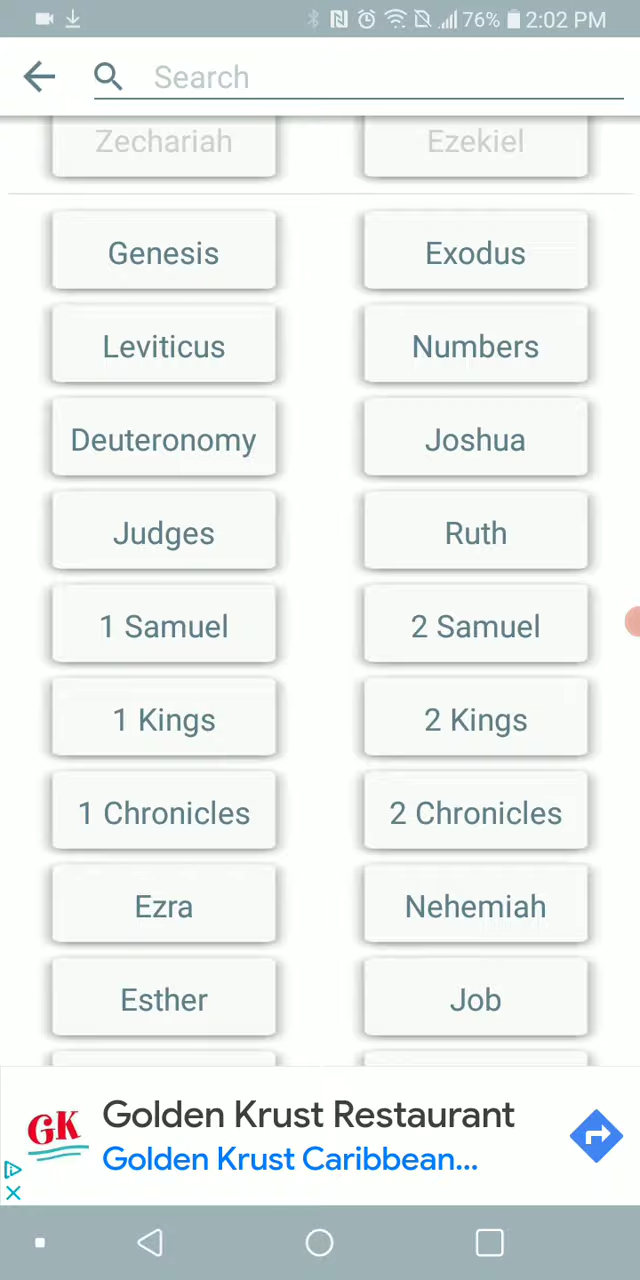 76% 2:02 PM
Search
Zechariah Ezekiel
Genesis Exodus
Leviticus Numbers
Deuteronomy Joshua
Judges Ruth
1 Samuel 2 Samuel
1 Kings 2 Kings
1 Chronicles 2 Chronicles
Ezra Nehemiah
Esther Job
GK Golden Krust Restaurant
Golden Krust Caribbean...